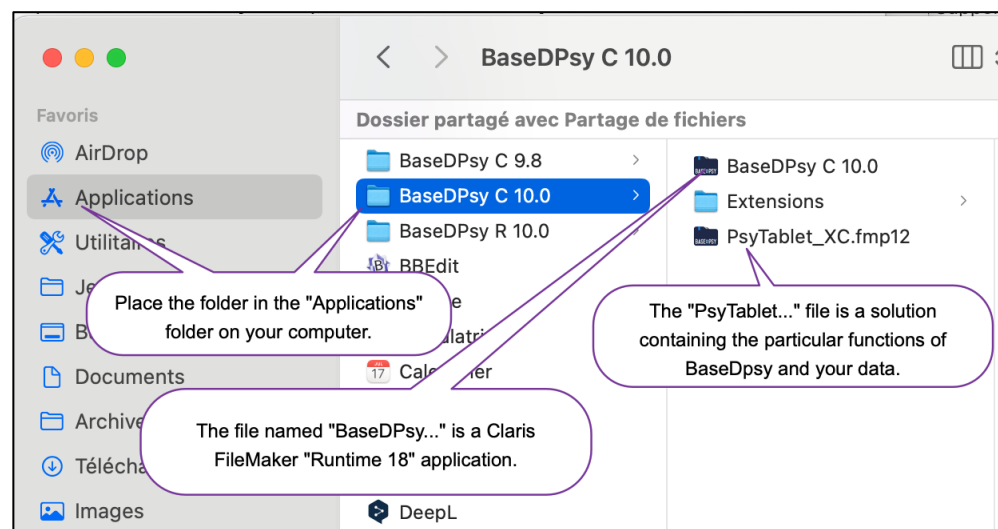 BaseDPsy C 10.0
Favoris
Dossier partagé avec Partage de fichiers
AirDrop
Applications
BaseDPsy C 9.8
BaseDPsy C 10.0
BaseDPsy R 10.0
BBEdit
BaseDPsy C 10.0
Extensions
PsyTablet_XC.fmp12
Place the folder in the "Applications"
folder on your computer.
The "PsyTablet..." file is a solution
containing the particular functions of
BaseDpsy and your data.
Documents
17
The file named "BaseDPsy..." is a Claris
FileMaker "Runtime 18" application.
Images
DeepL